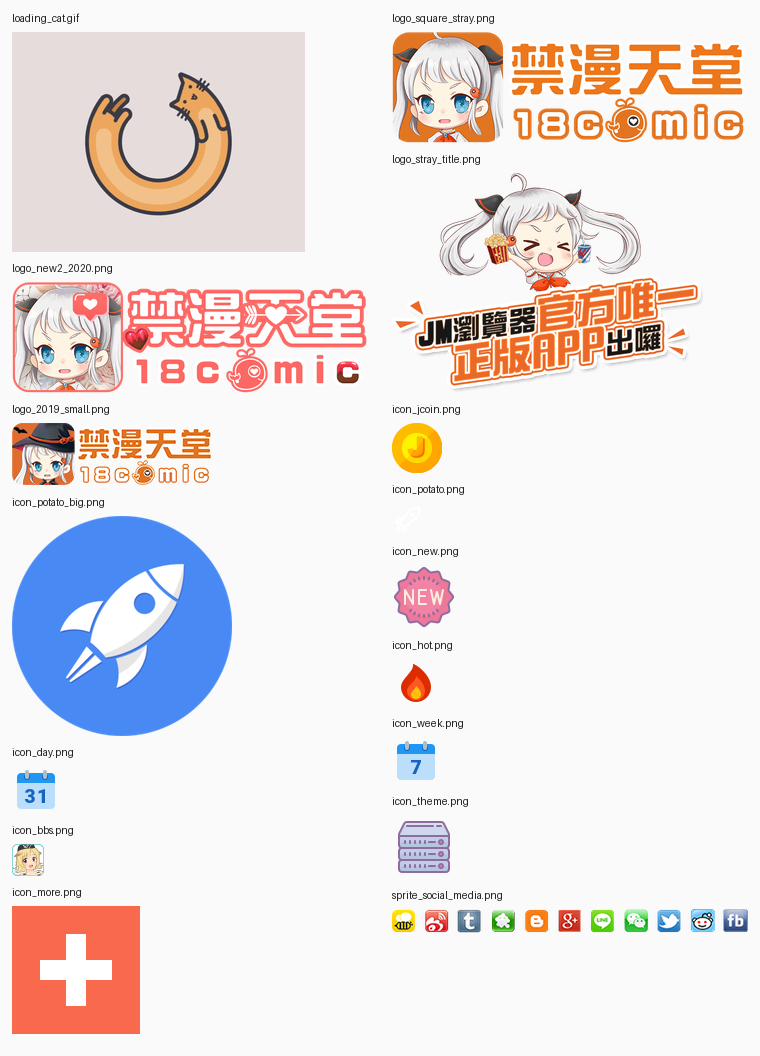 loading_cat.gif
logo_square_stray.png
禁漫天堂
18comic
logo_stray_title.png
JM瀏覽器官方唯一
正版APP出囉
logo_new2_2020.png
禁漫天堂
18comic
logo_2019_small.png
禁漫天堂
18comic
icon_jcoin.png
J
icon_potato.png
icon_potato_big.png
icon_new.png
NEW
icon_hot.png
icon_week.png
7
icon_day.png
31
icon_theme.png
icon_bbs.png
icon_more.png
sprite_social_media.png
t
g+
LINE
fb